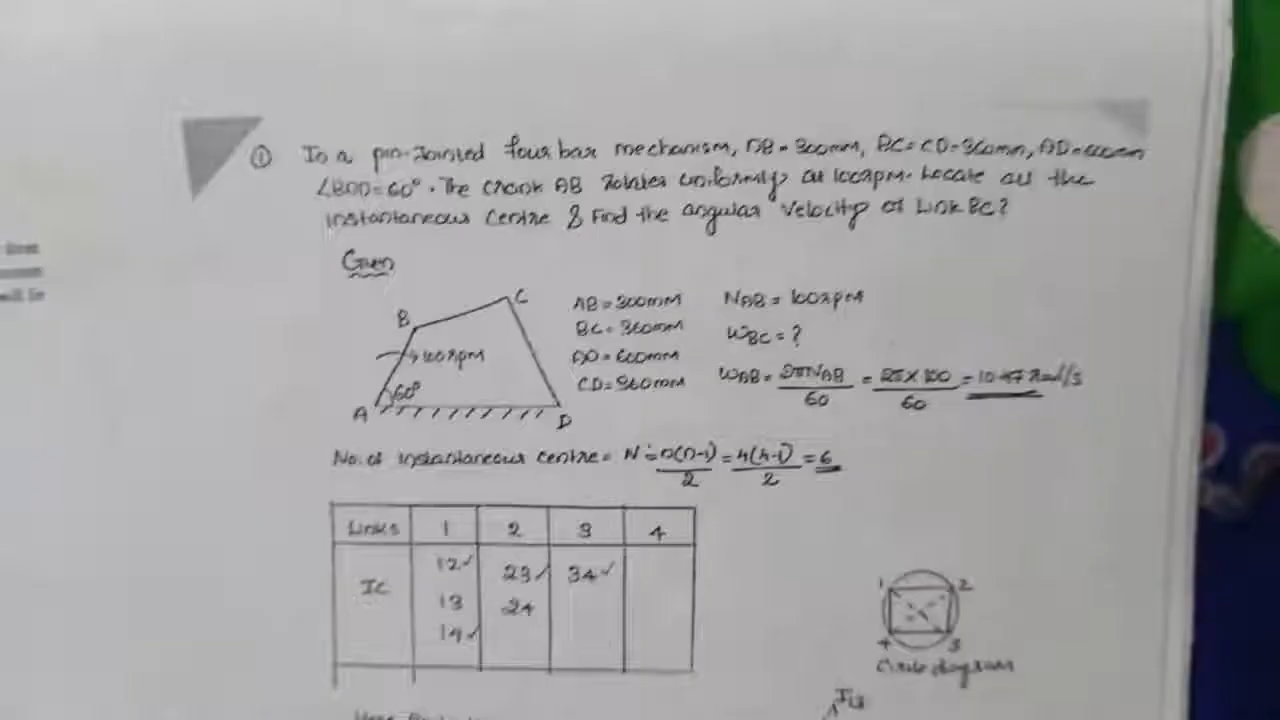 ① In a pin-Jointed four bar mechanism, AB = 300mm, BC = CD = 360mm, AD = 600mm
∠BAD = 60°. The crank AB rotates uniformly at 100rpm. Locate all the
instantaneous Centre & Find the angular Velocity of Link BC?
Given
B
C
100rpm
60°
A
D
AB = 300mm
BC = 360mm
AD = 600mm
CD = 360mm
NAB = 100rpm
WBC = ?
WAB = 2πNAB / 60 = 2π × 100 / 60 = 10.47 rad/s
No. of instantaneous centre = N = n(n-1) / 2 = 4(4-1) / 2 = 6
Links 1 2 3 4
IC 12✓ 23✓ 34✓
13 24
14✓
1 2
4 3
Circle diagram
I13